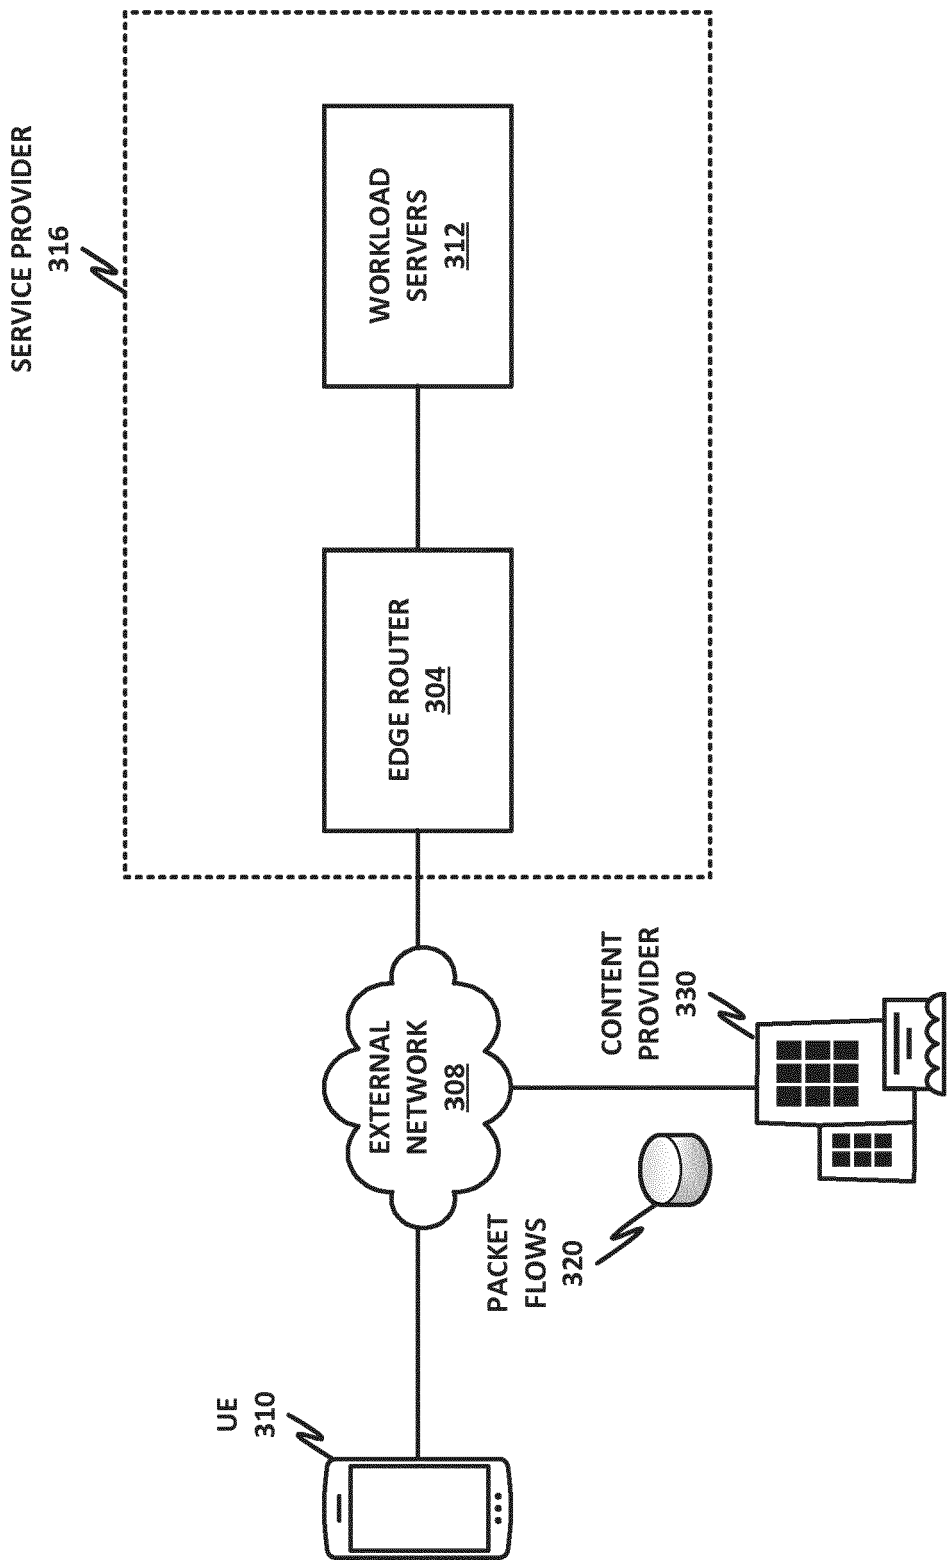 SERVICE PROVIDER
316
WORKLOAD
SERVERS
312
EDGE ROUTER
304
EXTERNAL
NETWORK
308
CONTENT
PROVIDER
330
PACKET
FLOWS
320
UE
310